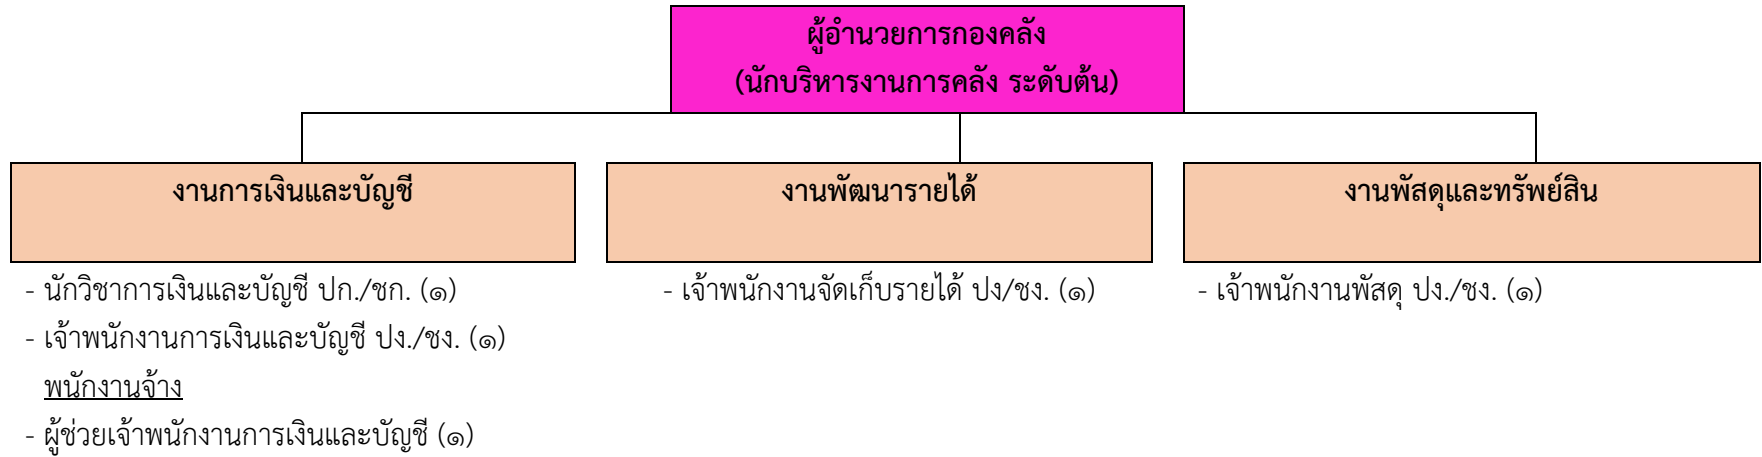 ผู้อำนวยการกองคลัง
(นักบริหารงานการคลัง ระดับต้น)
งานการเงินและบัญชี
- นักวิชาการเงินและบัญชี ปก./ชก. (๑)
- เจ้าพนักงานการเงินและบัญชี ปง./ชง. (๑)
พนักงานจ้าง
- ผู้ช่วยเจ้าพนักงานการเงินและบัญชี (๑)
งานพัฒนารายได้
- เจ้าพนักงานจัดเก็บรายได้ ปง/ชง. (๑)
งานพัสดุและทรัพย์สิน
- เจ้าพนักงานพัสดุ ปง./ชง. (๑)